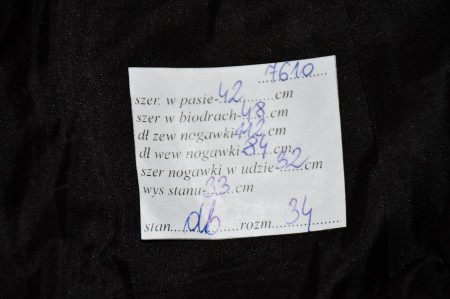 7610
szer. w pasie-42........cm
szer w biodrach-48.cm
dł zew nogawki-112.cm
dł wew nogawki-84...cm
szer nogawki w udzie-32.cm
wys stanu-33.cm
stan....db....rozm...34